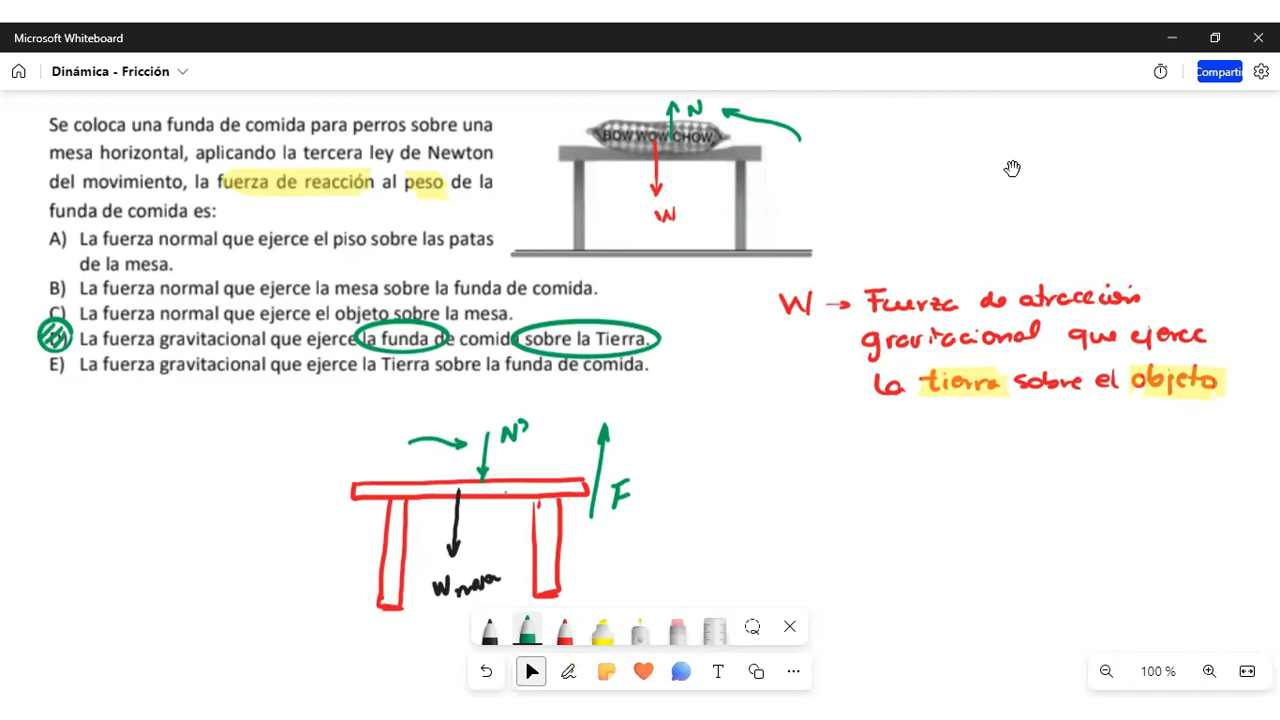 Microsoft Whiteboard
Dinámica - Fricción
Comparti
Se coloca una funda de comida para perros sobre una
mesa horizontal, aplicando la tercera ley de Newton
del movimiento, la fuerza de reacción al peso de la
funda de comida es:
A) La fuerza normal que ejerce el piso sobre las patas
de la mesa.
B) La fuerza normal que ejerce la mesa sobre la funda de comida.
C) La fuerza normal que ejerce el objeto sobre la mesa.
D) La fuerza gravitacional que ejerce la funda de comida sobre la Tierra.
E) La fuerza gravitacional que ejerce la Tierra sobre la funda de comida.
N
BOW WOW CHOW
W
W → Fuerza de atracción
gravitacional que ejerce
la tierra sobre el objeto
N'
F
W mesa
T
100 %